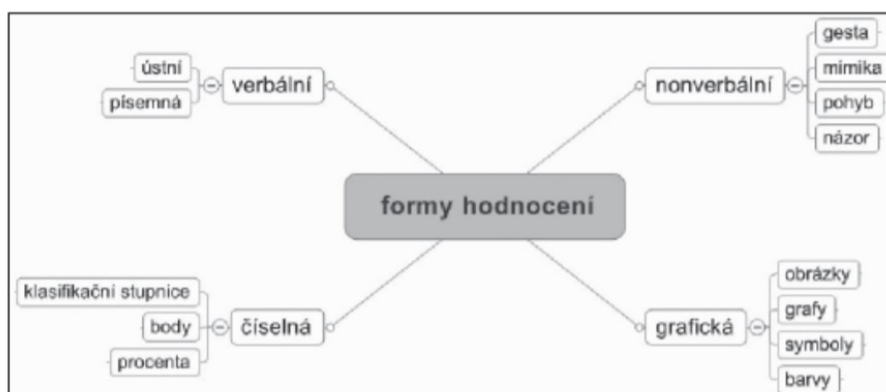 ústní
písemná
verbální
nonverbální
gesta
mimika
pohyb
názor
formy hodnocení
klasifikační stupnice
body
procenta
číselná
grafická
obrázky
grafy
symboly
barvy